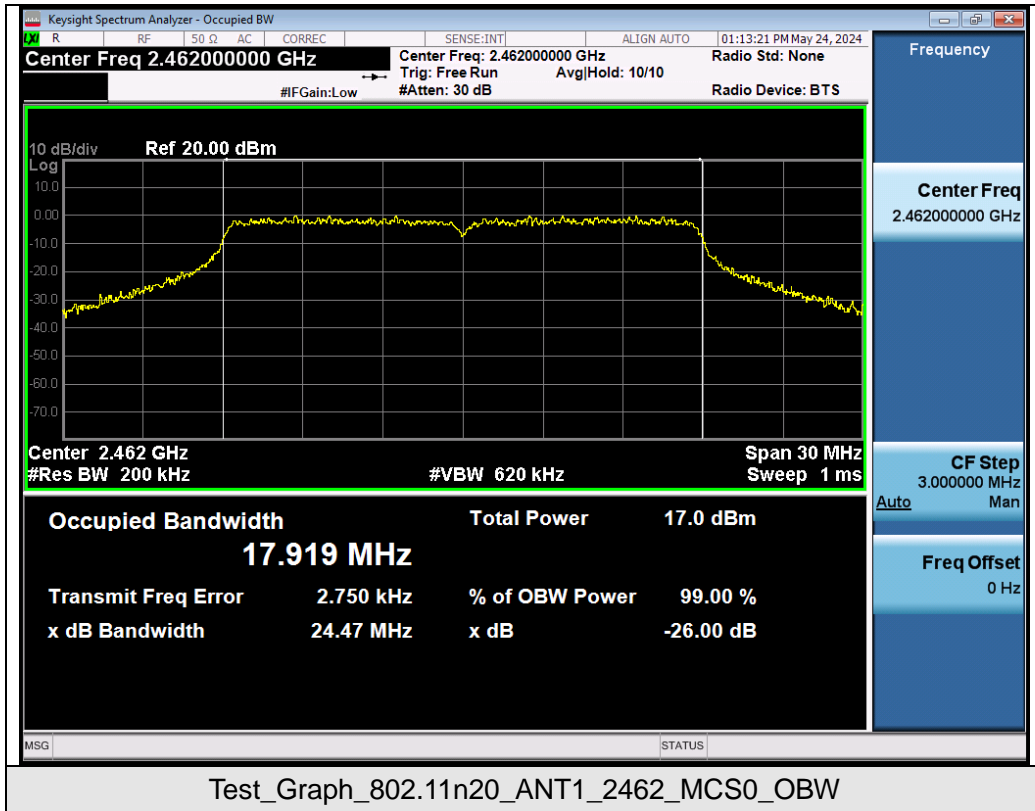 Keysight Spectrum Analyzer - Occupied BW
LXI R RF 50 Ω AC CORREC SENSE:INT ALIGN AUTO 01:13:21 PM May 24, 2024
Center Freq 2.462000000 GHz
Center Freq: 2.462000000 GHz Radio Std: None
Trig: Free Run Avg|Hold: 10/10
#IFGain:Low #Atten: 30 dB Radio Device: BTS
Frequency
10 dB/div Ref 20.00 dBm
Log
10.0
0.00
-10.0
-20.0
-30.0
-40.0
-50.0
-60.0
-70.0
Center 2.462 GHz Span 30 MHz
#Res BW 200 kHz #VBW 620 kHz Sweep 1 ms
Occupied Bandwidth Total Power 17.0 dBm
17.919 MHz
Transmit Freq Error 2.750 kHz % of OBW Power 99.00 %
x dB Bandwidth 24.47 MHz x dB -26.00 dB
Center Freq
2.462000000 GHz
CF Step
3.000000 MHz
Auto Man
Freq Offset
0 Hz
MSG STATUS
Test_Graph_802.11n20_ANT1_2462_MCS0_OBW